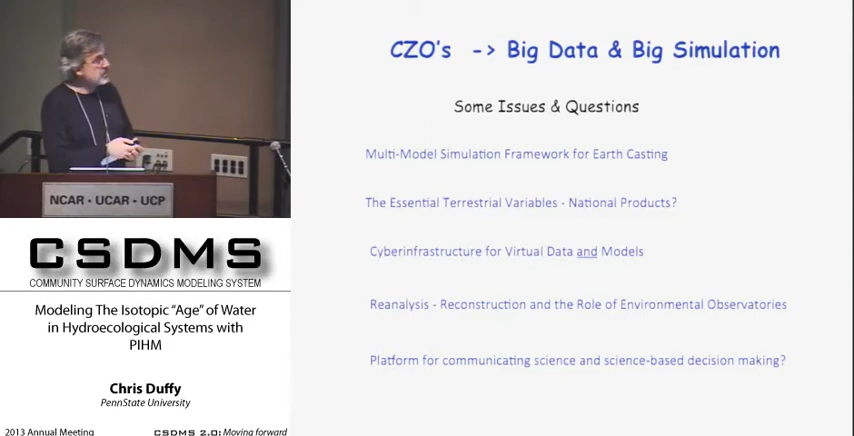 NCAR · UCAR · UCP
CSDMS
COMMUNITY SURFACE DYNAMICS MODELING SYSTEM
Modeling The Isotopic "Age" of Water
in Hydroecological Systems with
PIHM
Chris Duffy
PennState University
2013 Annual Meeting
CSDMS 2.0: Moving forward
CZO's -> Big Data & Big Simulation
Some Issues & Questions
Multi-Model Simulation Framework for Earth Casting
The Essential Terrestrial Variables - National Products?
Cyberinfrastructure for Virtual Data and Models
Reanalysis - Reconstruction and the Role of Environmental Observatories
Platform for communicating science and science-based decision making?